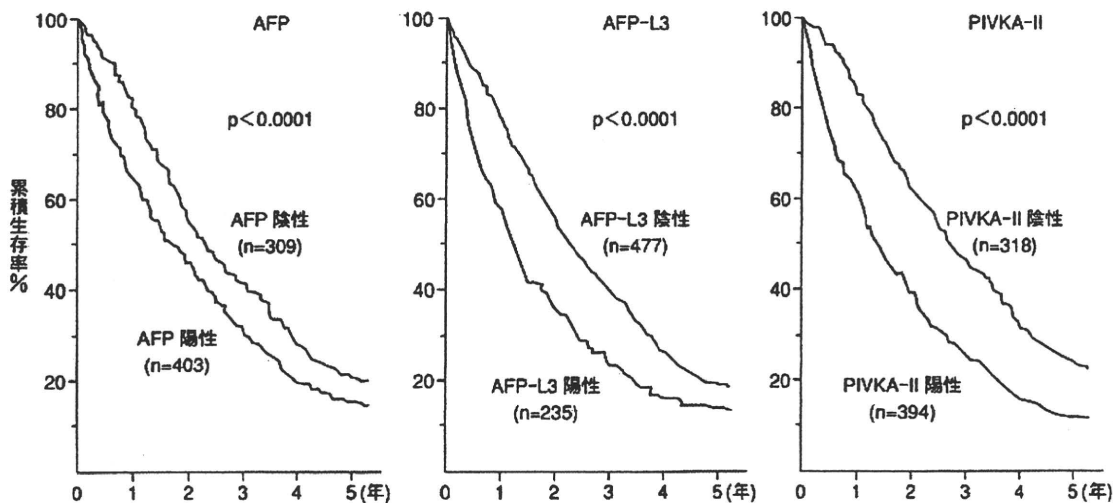 AFP
100
80
60
40
20
累積生存率%
p<0.0001
AFP 陰性
(n=309)
AFP 陽性
(n=403)
0 1 2 3 4 5(年)
AFP-L3
100
80
60
40
20
p<0.0001
AFP-L3 陰性
(n=477)
AFP-L3 陽性
(n=235)
0 1 2 3 4 5(年)
PIVKA-II
100
80
60
40
20
p<0.0001
PIVKA-II 陰性
(n=318)
PIVKA-II 陽性
(n=394)
0 1 2 3 4 5(年)